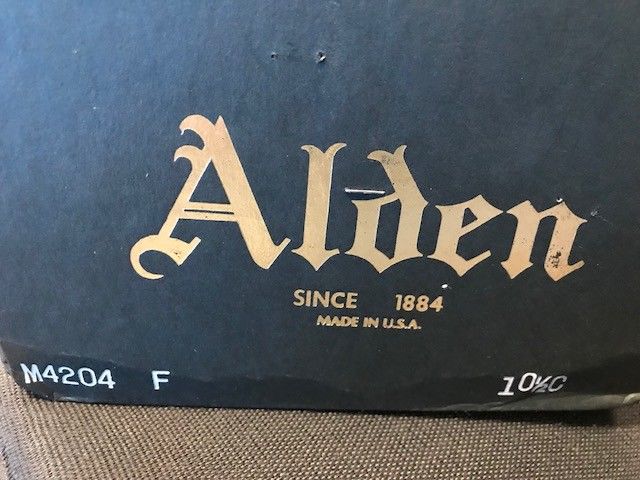 Alden
SINCE 1884
MADE IN U.S.A.
M4204 F 10½C